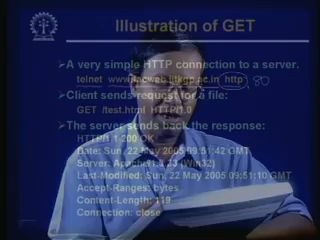 Illustration of GET
➢A very simple HTTP connection to a server.
telnet www.facweb.iitkgp.ac.in http 80
➢Client sends request for a file:
GET /test.html HTTP/1.0
➢The server sends back the response:
HTTP/1.1 200 OK
Date: Sun, 22 May 2005 09:51:42 GMT
Server: Apache/1.3.33 (Win32)
Last-Modified: Sun, 22 May 2005 09:51:10 GMT
Accept-Ranges: bytes
Content-Length: 119
Connection: close